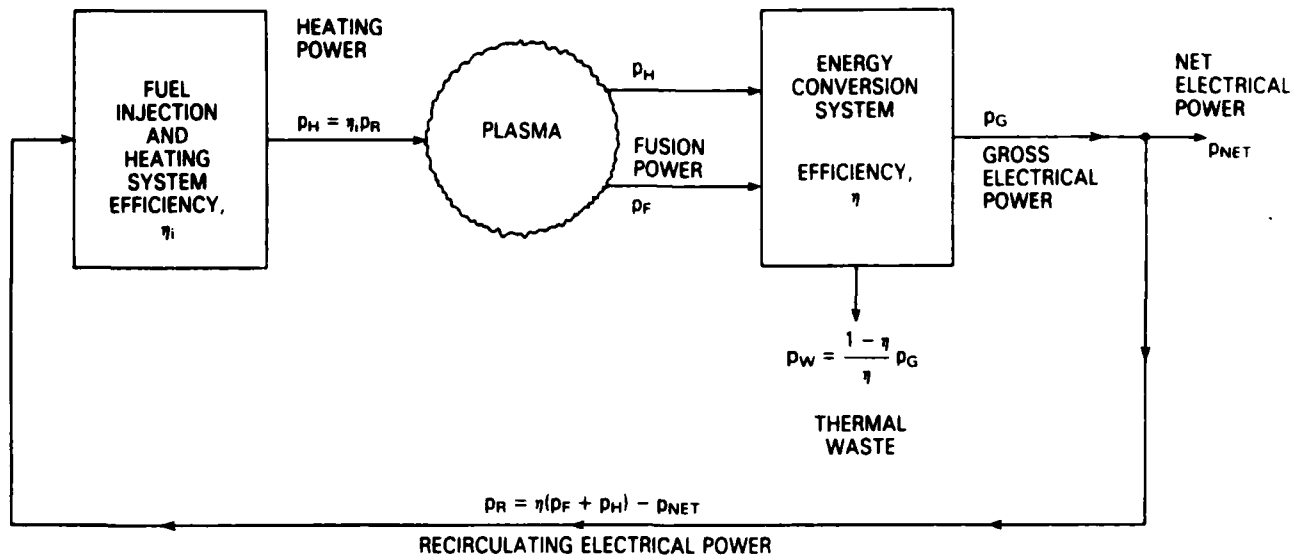 FUEL
INJECTION
AND
HEATING
SYSTEM
EFFICIENCY,
ηi
HEATING
POWER
pH = ηipR
PLASMA
pH
FUSION
POWER
pF
ENERGY
CONVERSION
SYSTEM
EFFICIENCY,
η
pG
GROSS
ELECTRICAL
POWER
NET
ELECTRICAL
POWER
pNET
pW = (1 − η)/η pG
THERMAL
WASTE
pR = η(pF + pH) − pNET
RECIRCULATING ELECTRICAL POWER